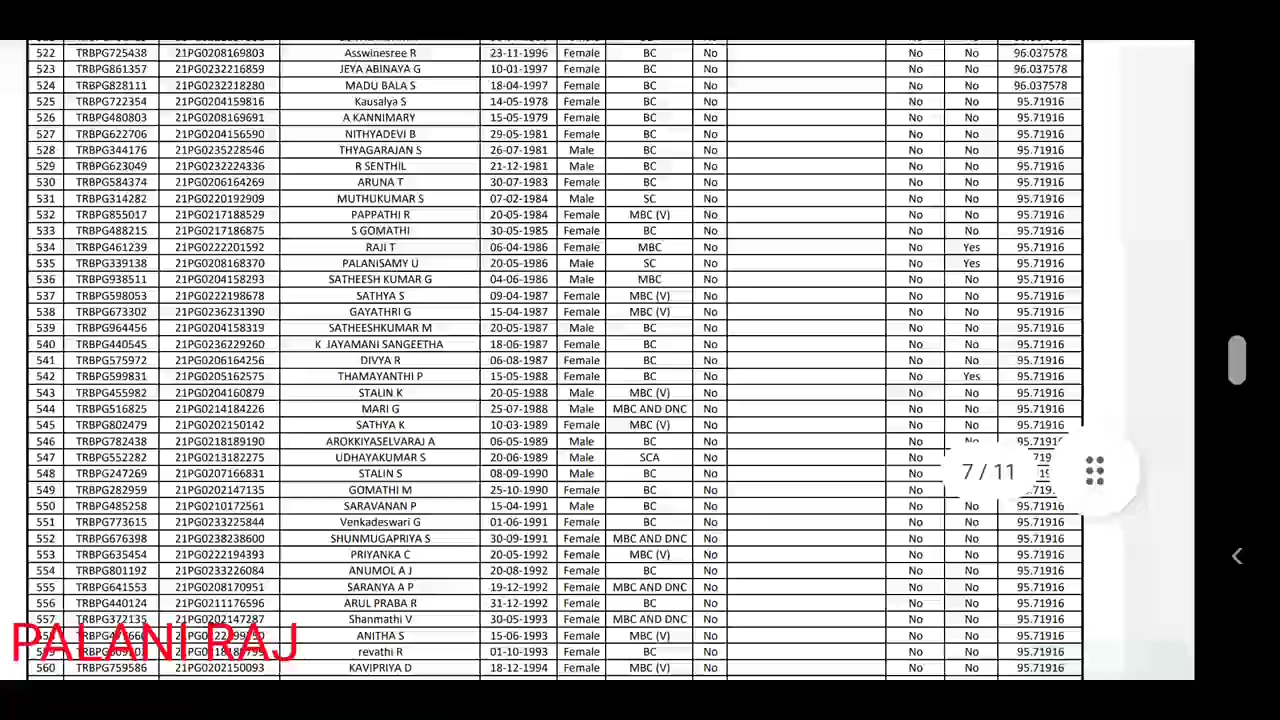 522 TRBPG725438 21PG0208169803 Asswinesree R 23-11-1996 Female BC No No No 96.037578
523 TRBPG861357 21PG0232216859 JEYA ABINAYA G 10-01-1997 Female BC No No No 96.037578
524 TRBPG828111 21PG0232218280 MADU BALA S 18-04-1997 Female BC No No No 96.037578
525 TRBPG722354 21PG0204159816 Kausalya S 14-05-1978 Female BC No No No 95.71916
526 TRBPG480803 21PG0208169691 A KANNIMARY 15-05-1979 Female BC No No No 95.71916
527 TRBPG622706 21PG0204156590 NITHYADEVI B 29-05-1981 Female BC No No No 95.71916
528 TRBPG344176 21PG0235228546 THYAGARAJAN S 26-07-1981 Male BC No No No 95.71916
529 TRBPG623049 21PG0232224336 R SENTHIL 21-12-1981 Male BC No No No 95.71916
530 TRBPG584374 21PG0206164269 ARUNA T 30-07-1983 Female BC No No No 95.71916
531 TRBPG314282 21PG0220192909 MUTHUKUMAR S 07-02-1984 Male SC No No No 95.71916
532 TRBPG855017 21PG0217188529 PAPPATHI R 20-05-1984 Female MBC (V) No No No 95.71916
533 TRBPG488215 21PG0217186875 S GOMATHI 30-05-1985 Female BC No No No 95.71916
534 TRBPG461239 21PG0222201592 RAJI T 06-04-1986 Female MBC No No Yes 95.71916
535 TRBPG339138 21PG0208168370 PALANISAMY U 20-05-1986 Male SC No No Yes 95.71916
536 TRBPG938511 21PG0204158293 SATHEESH KUMAR G 04-06-1986 Male MBC No No No 95.71916
537 TRBPG598053 21PG0222198678 SATHYA S 09-04-1987 Female MBC (V) No No No 95.71916
538 TRBPG673302 21PG0236231390 GAYATHRI G 15-04-1987 Female MBC (V) No No No 95.71916
539 TRBPG964456 21PG0204158319 SATHEESHKUMAR M 20-05-1987 Male BC No No No 95.71916
540 TRBPG440545 21PG0236229260 K JAYAMANI SANGEETHA 18-06-1987 Female BC No No No 95.71916
541 TRBPG575972 21PG0206164256 DIVYA R 06-08-1987 Female BC No No No 95.71916
542 TRBPG599831 21PG0205162575 THAMAYANTHI P 15-05-1988 Female BC No No Yes 95.71916
543 TRBPG455982 21PG0204160879 STALIN K 20-05-1988 Male MBC (V) No No No 95.71916
544 TRBPG516825 21PG0214184226 MARI G 25-07-1988 Male MBC AND DNC No No No 95.71916
545 TRBPG802479 21PG0202150142 SATHYA K 10-03-1989 Female MBC (V) No No No 95.71916
546 TRBPG782438 21PG0218189190 AROKKIYASELVARAJ A 06-05-1989 Male BC No No No
547 TRBPG552282 21PG0213182275 UDHAYAKUMAR S 20-06-1989 Male SCA No
548 TRBPG247269 21PG0207166831 STALIN S 08-09-1990 Male BC No 7 / 11
549 TRBPG282959 21PG0202147135 GOMATHI M 25-10-1990 Female BC No
550 TRBPG485258 21PG0210172561 SARAVANAN P 15-04-1991 Male BC No No No 95.71916
551 TRBPG773615 21PG0233225844 Venkadeswari G 01-06-1991 Female BC No No No 95.71916
552 TRBPG676398 21PG0238238600 SHUNMUGAPRIYA S 30-09-1991 Female MBC AND DNC No No No 95.71916
553 TRBPG635454 21PG0222194393 PRIYANKA C 20-05-1992 Female MBC (V) No No No 95.71916
554 TRBPG801192 21PG0233226084 ANUMOL A J 20-08-1992 Female BC No No No 95.71916
555 TRBPG641553 21PG0208170951 SARANYA A P 19-12-1992 Female MBC AND DNC No No No 95.71916
556 TRBPG440124 21PG0211176596 ARUL PRABA R 31-12-1992 Female BC No No No 95.71916
557 TRBPG372135 21PG0202147287 Shanmathi V 30-05-1993 Female MBC AND DNC No No No 95.71916
ANITHA S 15-06-1993 Female MBC (V) No No No 95.71916
PALANI RAJ
revathi R 01-10-1993 Female BC No No No 95.71916
560 TRBPG759586 21PG0202150093 KAVIPRIYA D 18-12-1994 Female MBC (V) No No No 95.71916